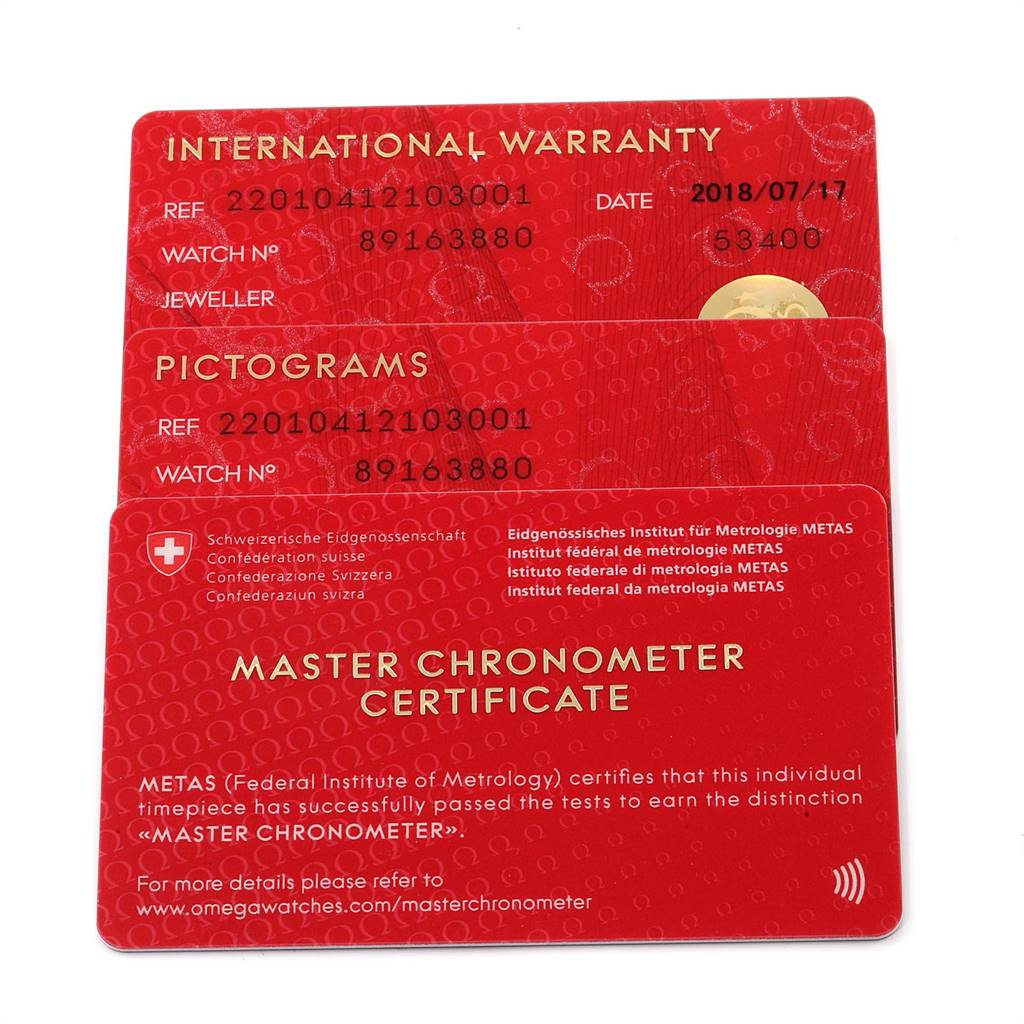 INTERNATIONAL WARRANTY
REF 22010412103001 DATE 2018/07/17
WATCH Nº 89163880 53400
JEWELLER
PICTOGRAMS
REF 22010412103001
WATCH Nº 89163880
Schweizerische Eidgenossenschaft
Confédération suisse
Confederazione Svizzera
Confederaziun svizra
Eidgenössisches Institut für Metrologie METAS
Institut fédéral de métrologie METAS
Istituto federale di metrologia METAS
Institut federal da metrologia METAS
MASTER CHRONOMETER
CERTIFICATE
METAS (Federal Institute of Metrology) certifies that this individual
timepiece has successfully passed the tests to earn the distinction
«MASTER CHRONOMETER».
For more details please refer to
www.omegawatches.com/masterchronometer